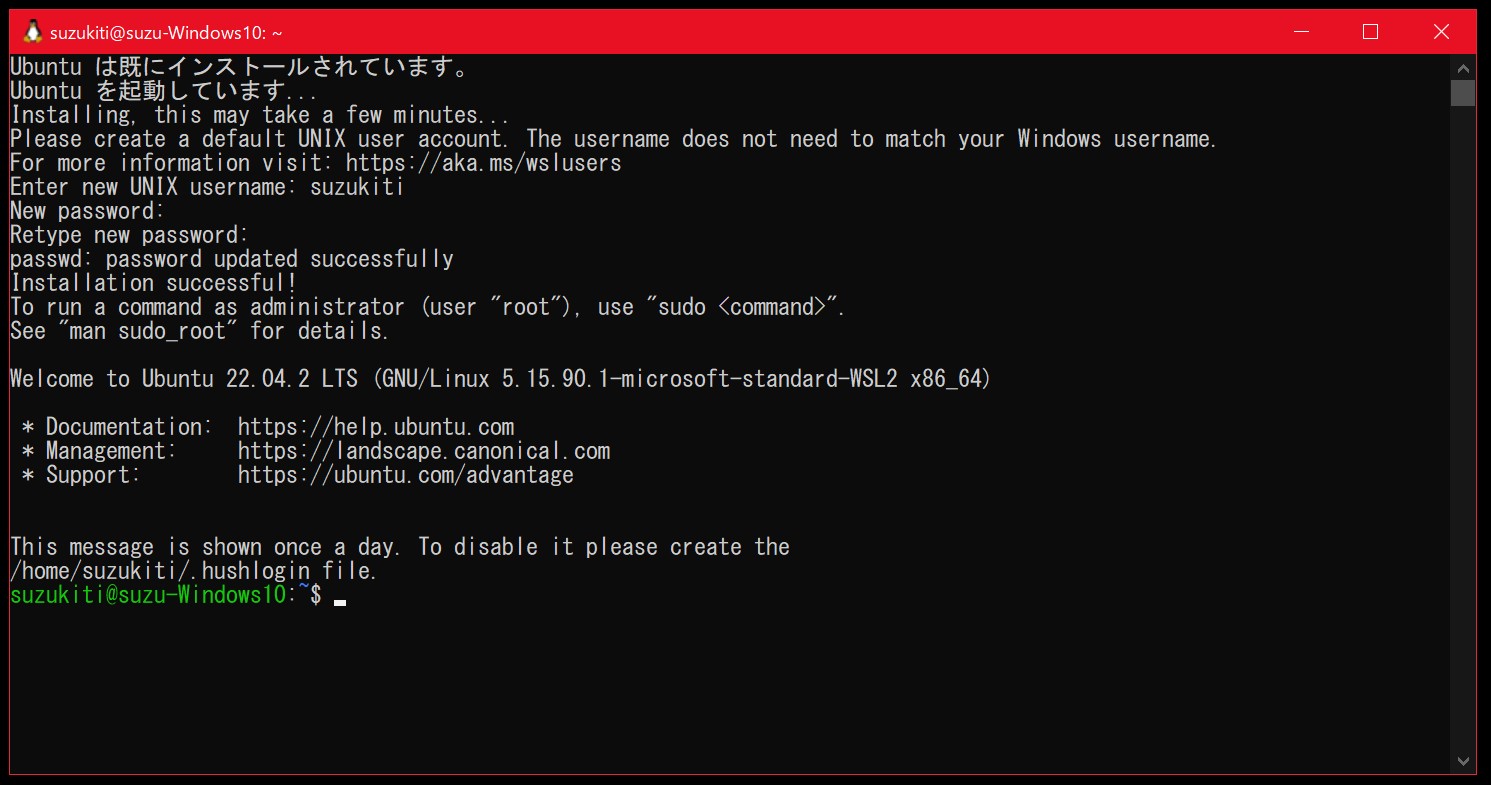 suzukiti@suzu-Windows10: ~
Ubuntu は既にインストールされています。
Ubuntu を起動しています...
Installing, this may take a few minutes...
Please create a default UNIX user account. The username does not need to match your Windows username.
For more information visit: https://aka.ms/wslusers
Enter new UNIX username: suzukiti
New password:
Retype new password:
passwd: password updated successfully
Installation successful!
To run a command as administrator (user "root"), use "sudo <command>".
See "man sudo_root" for details.
Welcome to Ubuntu 22.04.2 LTS (GNU/Linux 5.15.90.1-microsoft-standard-WSL2 x86_64)
* Documentation:  https://help.ubuntu.com
* Management:     https://landscape.canonical.com
* Support:        https://ubuntu.com/advantage
This message is shown once a day. To disable it please create the
/home/suzukiti/.hushlogin file.
suzukiti@suzu-Windows10:~$